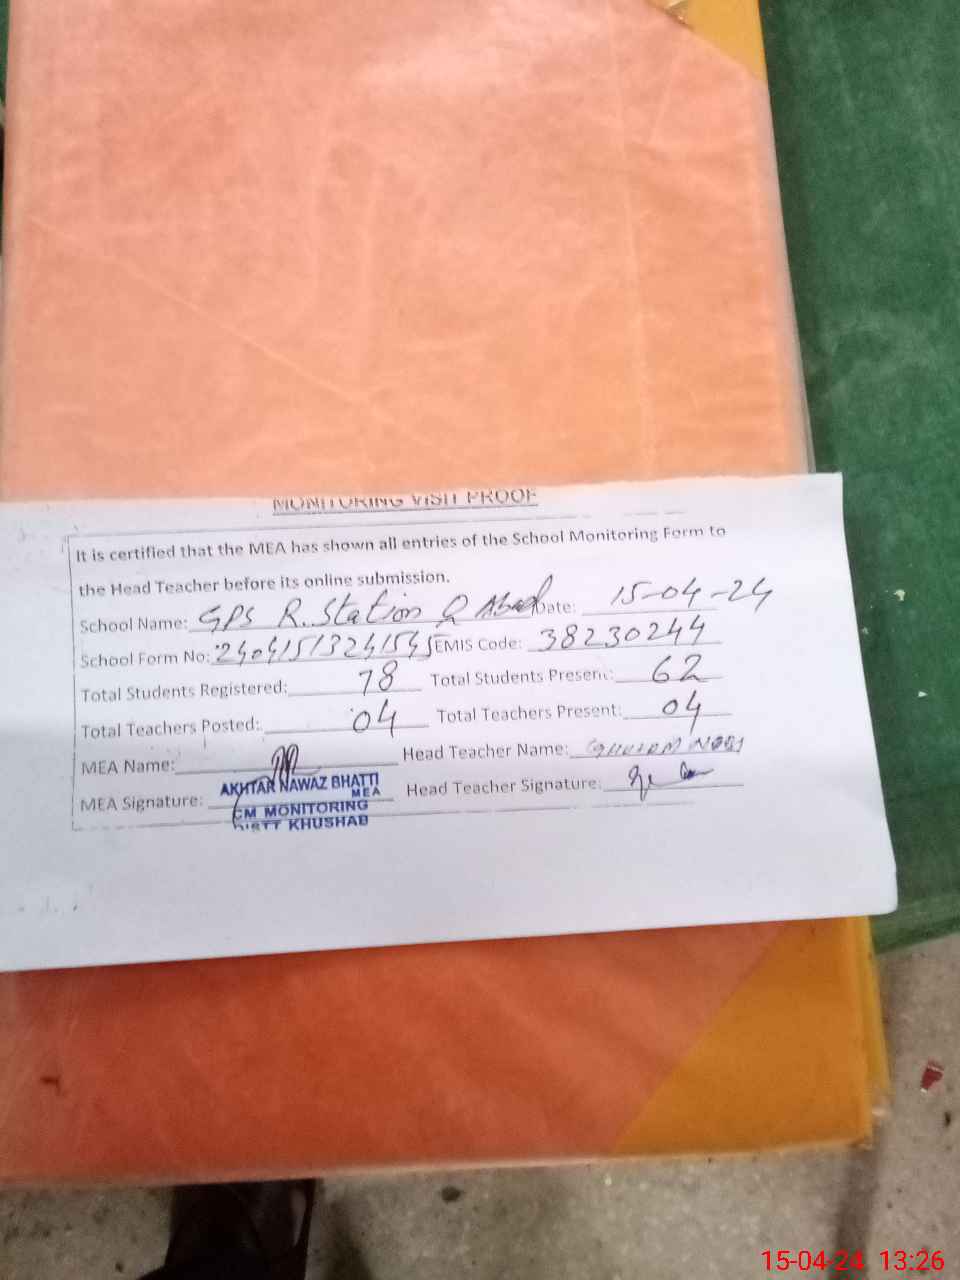 MONITORING VISIT PROOF
It is certified that the MEA has shown all entries of the School Monitoring Form to
the Head Teacher before its online submission.
School Name: GPS R. Station Q Abad Date: 15-04-24
School Form No: EMIS Code: 38230244
Total Students Registered: 78 Total Students Present: 62
Total Teachers Posted: 04 Total Teachers Present: 04
MEA Name: Head Teacher Name:
MEA Signature: Head Teacher Signature:
AKHTAR NAWAZ BHATTI
MEA
CM MONITORING
DISTT KHUSHAB
15-04-24 13:26